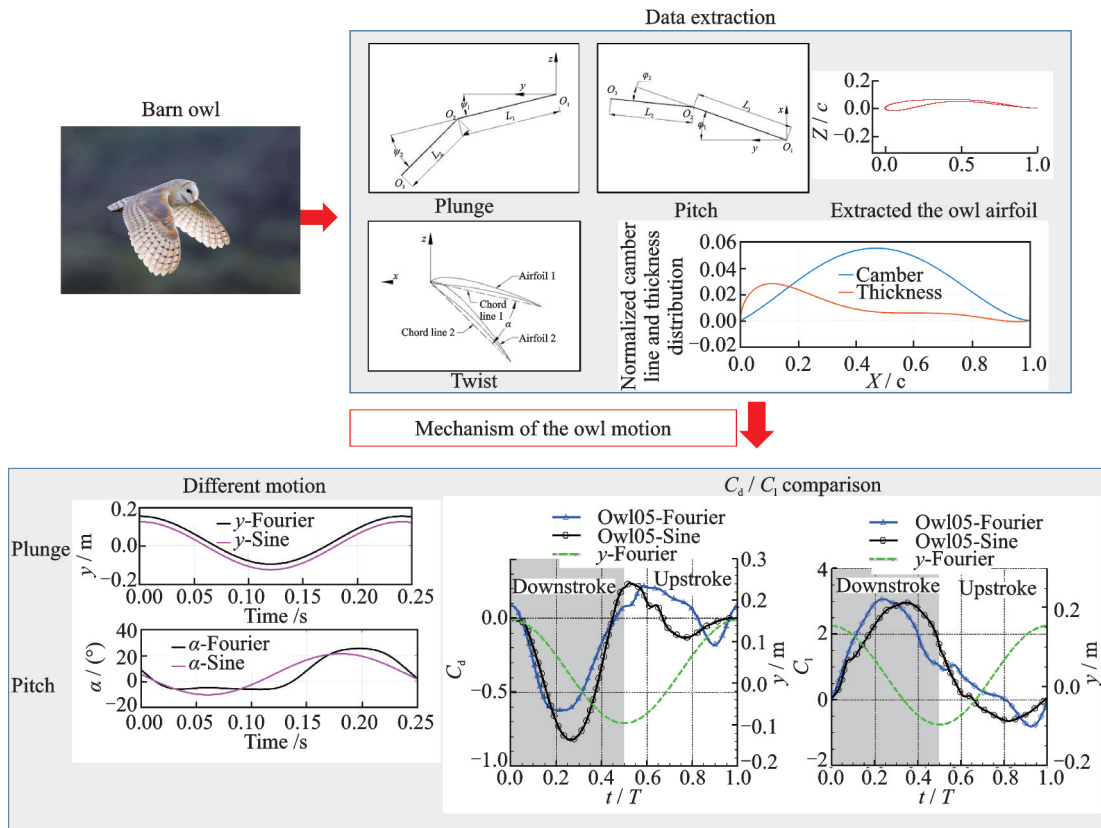 Data extraction
Barn owl
z
y
ψ₁
O₁
O₂
L₁
ψ₂
L₂
O₃
Plunge
φ₂
O₃
L₁
x
O₂
L₂
φ₁
y
O₁
Pitch
0.2
0.0
−0.2
Z / c
0.0
0.5
1.0
Extracted the owl airfoil
z
x
Airfoil 1
Chord
line 1
Chord line 2
α
Airfoil 2
Twist
Normalized camber
line and thickness
distribution
0.06
0.04
0.02
0.00
−0.02
Camber
Thickness
0.0 0.2 0.4 0.6 0.8 1.0
X / c
Mechanism of the owl motion
Different motion
Plunge
y / m
0.2
0.0
−0.2
y-Fourier
y-Sine
0.00 0.05 0.10 0.15 0.20 0.25
Time /s
Pitch
α / (°)
40
20
0
−20
α-Fourier
α-Sine
0.00 0.05 0.10 0.15 0.20 0.25
Time /s
C_d / C_l comparison
Owl05-Fourier
Owl05-Sine
y-Fourier
Downstroke
Upstroke
C_d
0.0
−0.5
−1.0
0.3
0.2
0.1
0.0
−0.1
−0.2
y / m
0.0 0.2 0.4 0.6 0.8 1.0
t / T
Owl05-Fourier
Owl05-Sine
y-Fourier
Downstroke
Upstroke
C_l
4
2
0
−2
0.2
0.0
−0.2
y / m
0.0 0.2 0.4 0.6 0.8 1.0
t / T